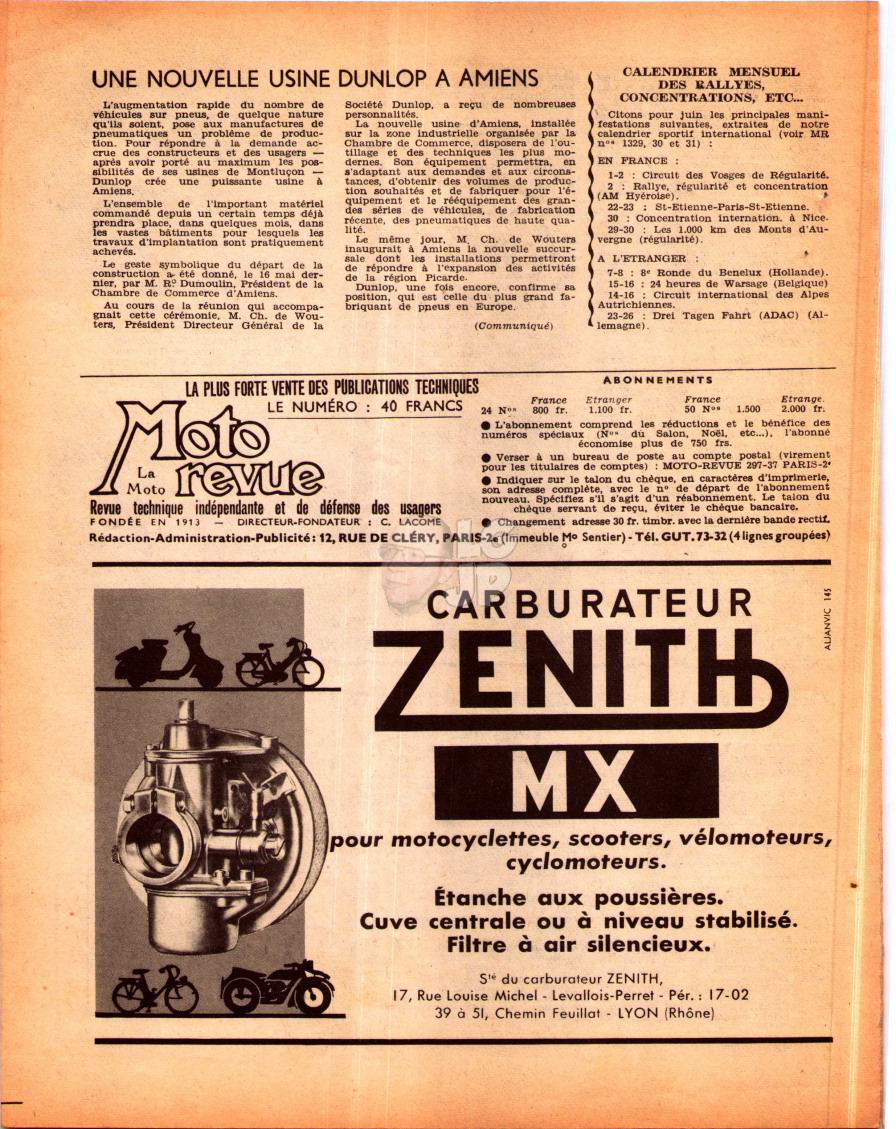 UNE NOUVELLE USINE DUNLOP A AMIENS
L'augmentation rapide du nombre de
véhicules sur pneus, de quelque nature
qu'ils soient, pose aux manufactures de
pneumatiques un problème de produc-
tion. Pour répondre à la demande ac-
crue des constructeurs et des usagers —
après avoir porté au maximum les pos-
sibilités de ses usines de Montluçon —
Dunlop crée une puissante usine à
Amiens.
L'ensemble de l'important matériel
commandé depuis un certain temps déjà
prendra place, dans quelques mois, dans
les vastes bâtiments pour lesquels les
travaux d'implantation sont pratiquement
achevés.
Le geste symbolique du départ de la
construction a été donné, le 16 mai der-
nier, par M. Rd Dumoulin, Président de la
Chambre de Commerce d'Amiens.
Au cours de la réunion qui accompa-
gnait cette cérémonie, M. Ch. de Wou-
ters, Président Directeur Général de la
Société Dunlop, a reçu de nombreuses
personnalités.
La nouvelle usine d'Amiens, installée
sur la zone industrielle organisée par la
Chambre de Commerce, disposera de l'ou-
tillage et des techniques les plus mo-
dernes. Son équipement permettra, en
s'adaptant aux demandes et aux circons-
tances, d'obtenir des volumes de produc-
tion souhaités et de fabriquer pour l'é-
quipement et le rééquipement des gran-
des séries de véhicules, de fabrication
récente, des pneumatiques de haute qua-
lité.
Le même jour, M. Ch. de Wouters
inaugurait à Amiens la nouvelle succur-
sale dont les installations permettront
de répondre à l'expansion des activités
de la région Picarde.
Dunlop, une fois encore, confirme sa
position, qui est celle du plus grand fa-
briquant de pneus en Europe.
(Communiqué)
CALENDRIER MENSUEL
DES RALLYES,
CONCENTRATIONS, ETC...
Citons pour juin les principales mani-
festations suivantes, extraites de notre
calendrier sportif international (voir MR
nos 1329, 30 et 31) :
EN FRANCE :
1-2 : Circuit des Vosges de Régularité.
2 : Rallye, régularité et concentration
(AM Hyéroise).
22-23 : St-Etienne-Paris-St-Etienne.
30 : Concentration internation. à Nice.
29-30 : Les 1.000 km des Monts d'Au-
vergne (régularité).
A L'ETRANGER :
7-8 : 8e Ronde du Benelux (Hollande).
15-16 : 24 heures de Warsage (Belgique)
14-16 : Circuit international des Alpes
Autrichiennes.
23-26 : Drei Tagen Fahrt (ADAC) (Al-
lemagne).
LA PLUS FORTE VENTE DES PUBLICATIONS TECHNIQUES
LE NUMÉRO : 40 FRANCS
Moto
La Moto revue
Revue technique indépendante et de défense des usagers
FONDÉE EN 1913 — DIRECTEUR-FONDATEUR : C. LACOME
ABONNEMENTS
France Etranger France Etrange.
24 Nos 800 fr. 1.100 fr. 50 Nos 1.500 2.000 fr.
● L'abonnement comprend les réductions et le bénéfice des
numéros spéciaux (Nos du Salon, Noël, etc...), l'abonné
économise plus de 750 frs.
● Verser à un bureau de poste au compte postal (virement
pour les titulaires de comptes) : MOTO-REVUE 297-37 PARIS-2e
● Indiquer sur le talon du chèque, en caractères d'imprimerie,
son adresse complète, avec le no de départ de l'abonnement
nouveau. Spécifiez s'il s'agit d'un réabonnement. Le talon du
chèque servant de reçu, éviter le chèque bancaire.
● Changement adresse 30 fr. timbr. avec la dernière bande rectif.
Rédaction-Administration-Publicité : 12, RUE DE CLÉRY, PARIS-2e (Immeuble Mo Sentier) - Tél. GUT. 73-32 (4 lignes groupées)
CARBURATEUR
ZENITH
MX
pour motocyclettes, scooters, vélomoteurs,
cyclomoteurs.
Étanche aux poussières.
Cuve centrale ou à niveau stabilisé.
Filtre à air silencieux.
Sté du carburateur ZENITH,
17, Rue Louise Michel - Levallois-Perret - Pér. : 17-02
39 à 51, Chemin Feuillat - LYON (Rhône)
ALJANVIC 145